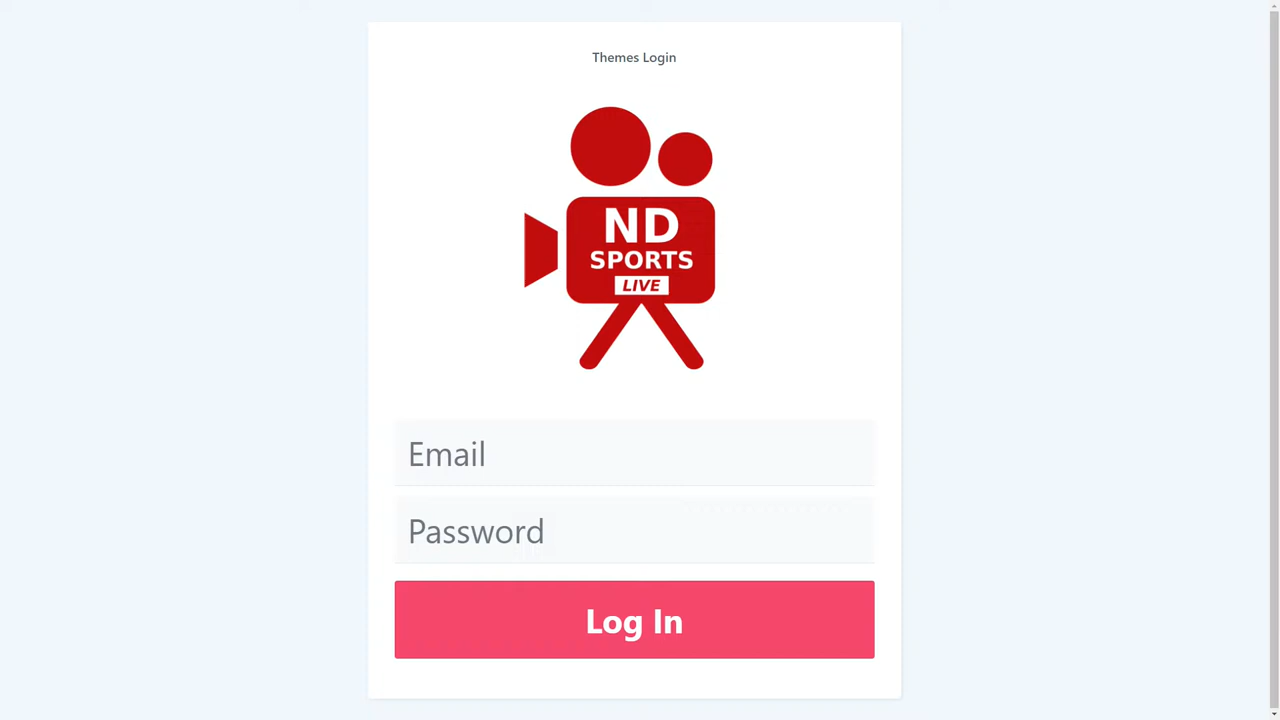 Themes Login
ND
SPORTS
LIVE
Email
Password
Log In